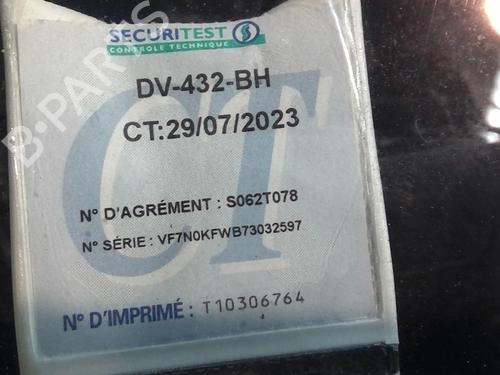 SECURITEST
CONTROLE TECHNIQUE
DV-432-BH
CT:29/07/2023
CT
N° D'AGRÉMENT : S062T078
N° SÉRIE : VF7N0KFWB73032597
N° D'IMPRIMÉ : T10306764
B-PARTS